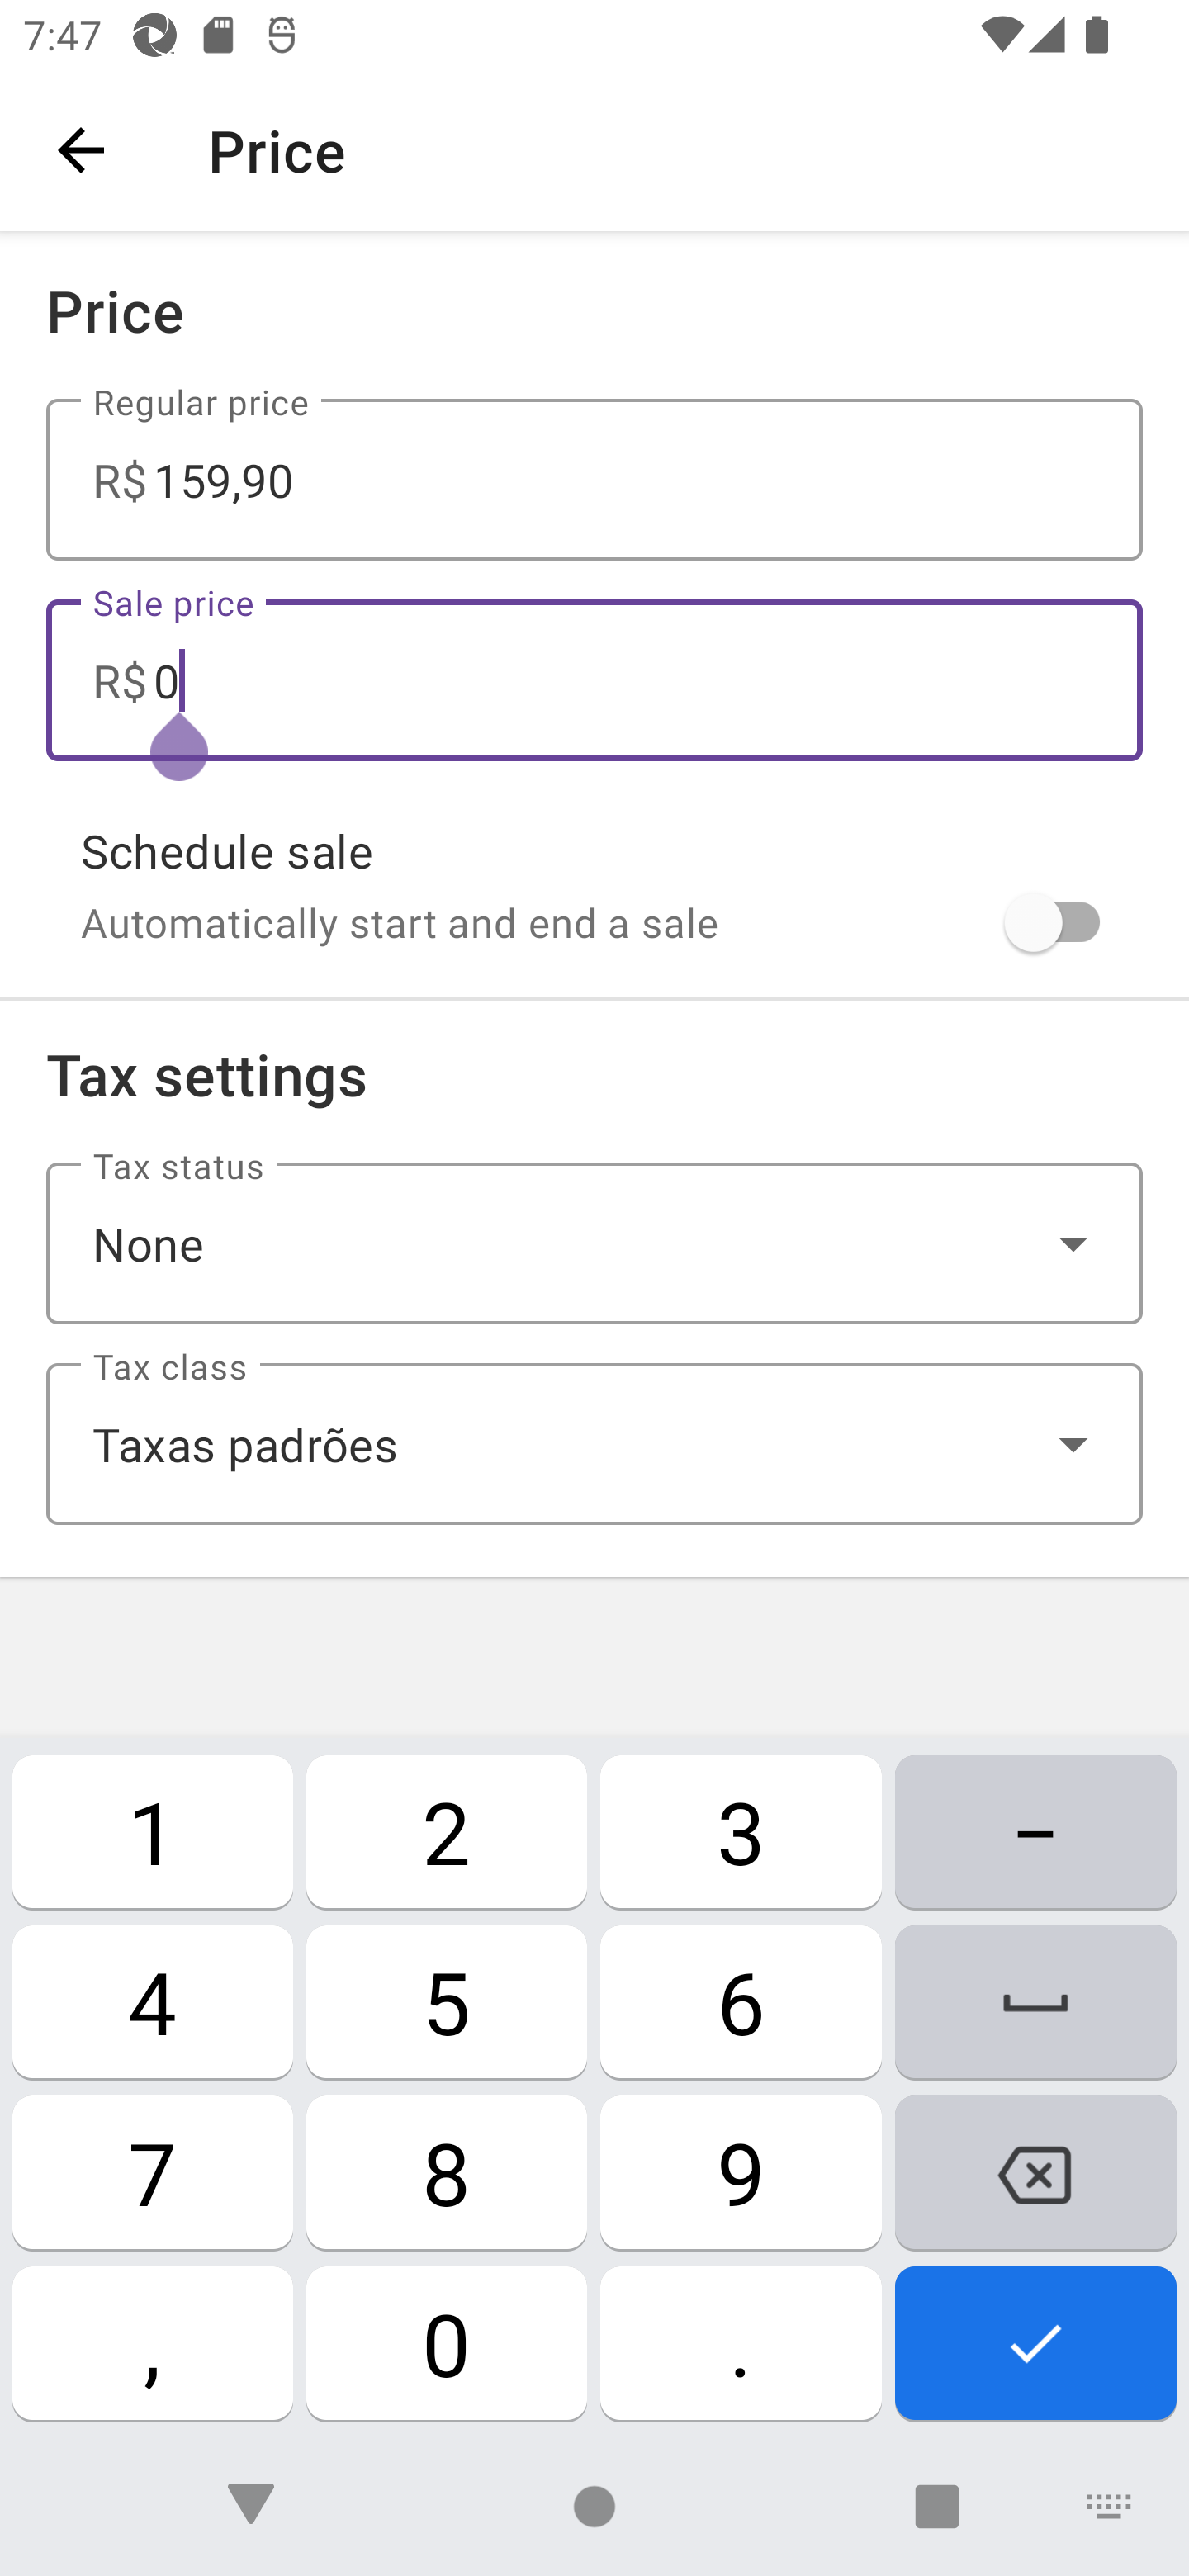 7:47
Price
Price
Regular price
R$ 159,90
Sale price
R$ 0
Schedule sale
Automatically start and end a sale
Tax settings
Tax status
None
Tax class
Taxas padrões
1 2 3 –
4 5 6
7 8 9
, 0 .